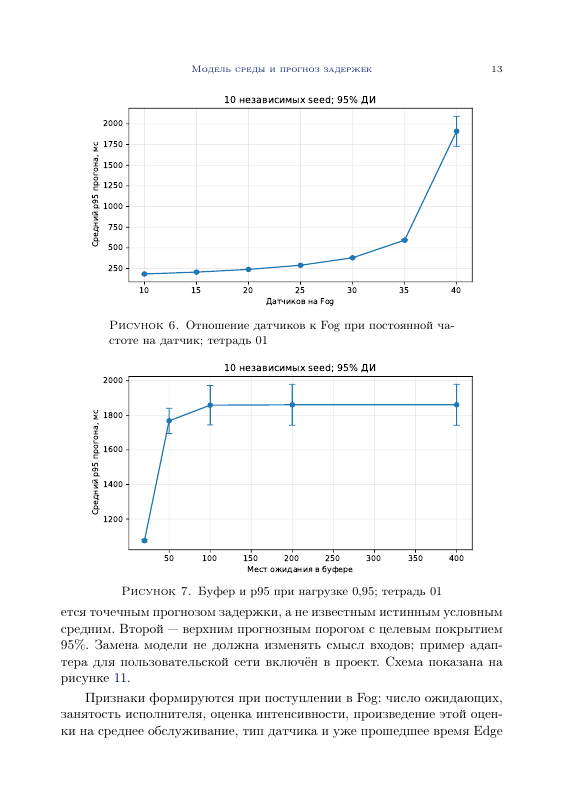 Модель среды и прогноз задержек 13
10 независимых seed; 95% ДИ
Средний p95 прогона, мс
2000
1750
1500
1250
1000
750
500
250
10 15 20 25 30 35 40
Датчиков на Fog
Рисунок 6. Отношение датчиков к Fog при постоянной ча-
стоте на датчик; тетрадь 01
10 независимых seed; 95% ДИ
Средний p95 прогона, мс
2000
1800
1600
1400
1200
50 100 150 200 250 300 350 400
Мест ожидания в буфере
Рисунок 7. Буфер и p95 при нагрузке 0,95; тетрадь 01
ется точечным прогнозом задержки, а не известным истинным условным
средним. Второй — верхним прогнозным порогом с целевым покрытием
95%. Замена модели не должна изменять смысл входов; пример адап-
тера для пользовательской сети включён в проект. Схема показана на
рисунке 11.
Признаки формируются при поступлении в Fog: число ожидающих,
занятость исполнителя, оценка интенсивности, произведение этой оцен-
ки на среднее обслуживание, тип датчика и уже прошедшее время Edge